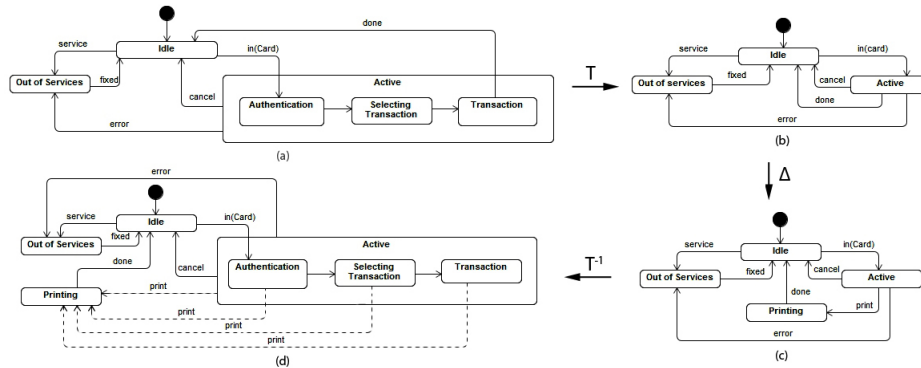 done
service
Idle
in(Card)
Out of Services
fixed
cancel
error
Active
Authentication
Selecting
Transaction
Transaction
(a)
T
service
Idle
in(card)
Out of services
fixed
cancel
Active
done
error
(b)
Δ
service
Idle
in(Card)
Out of Services
fixed
cancel
Active
done
print
Printing
error
(c)
T-1
error
service
Idle
in(Card)
Out of Services
fixed
done
cancel
Active
Authentication
Selecting
Transaction
Transaction
Printing
print
print
print
print
(d)